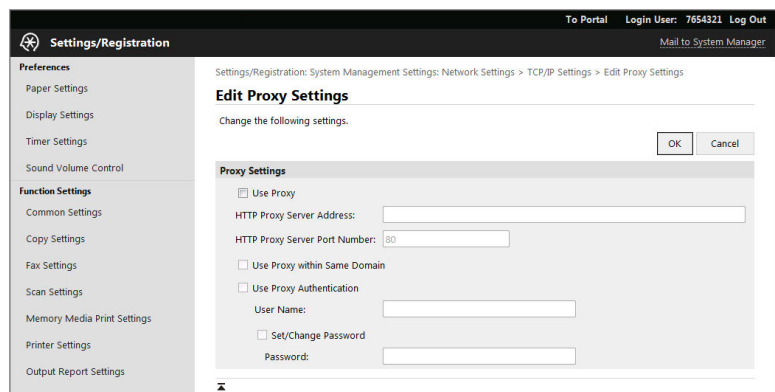 To Portal Login User: 7654321 Log Out
Settings/Registration
Mail to System Manager
Preferences
Paper Settings
Display Settings
Timer Settings
Sound Volume Control
Function Settings
Common Settings
Copy Settings
Fax Settings
Scan Settings
Memory Media Print Settings
Printer Settings
Output Report Settings
Settings/Registration: System Management Settings: Network Settings > TCP/IP Settings > Edit Proxy Settings
Edit Proxy Settings
Change the following settings.
OK Cancel
Proxy Settings
Use Proxy
HTTP Proxy Server Address:
HTTP Proxy Server Port Number: 80
Use Proxy within Same Domain
Use Proxy Authentication
User Name:
Set/Change Password
Password: